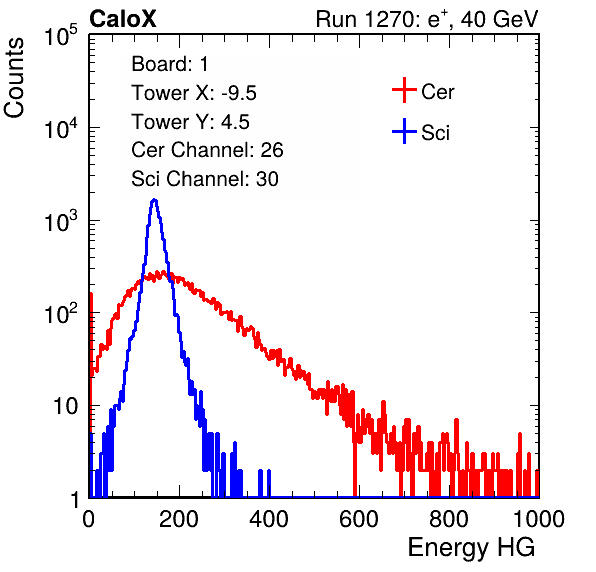 CaloX Run 1270: e⁺, 40 GeV
Counts
10⁵
10⁴
10³
10²
10
1
Board: 1
Tower X: -9.5
Tower Y: 4.5
Cer Channel: 26
Sci Channel: 30
Cer
Sci
0 200 400 600 800 1000
Energy HG